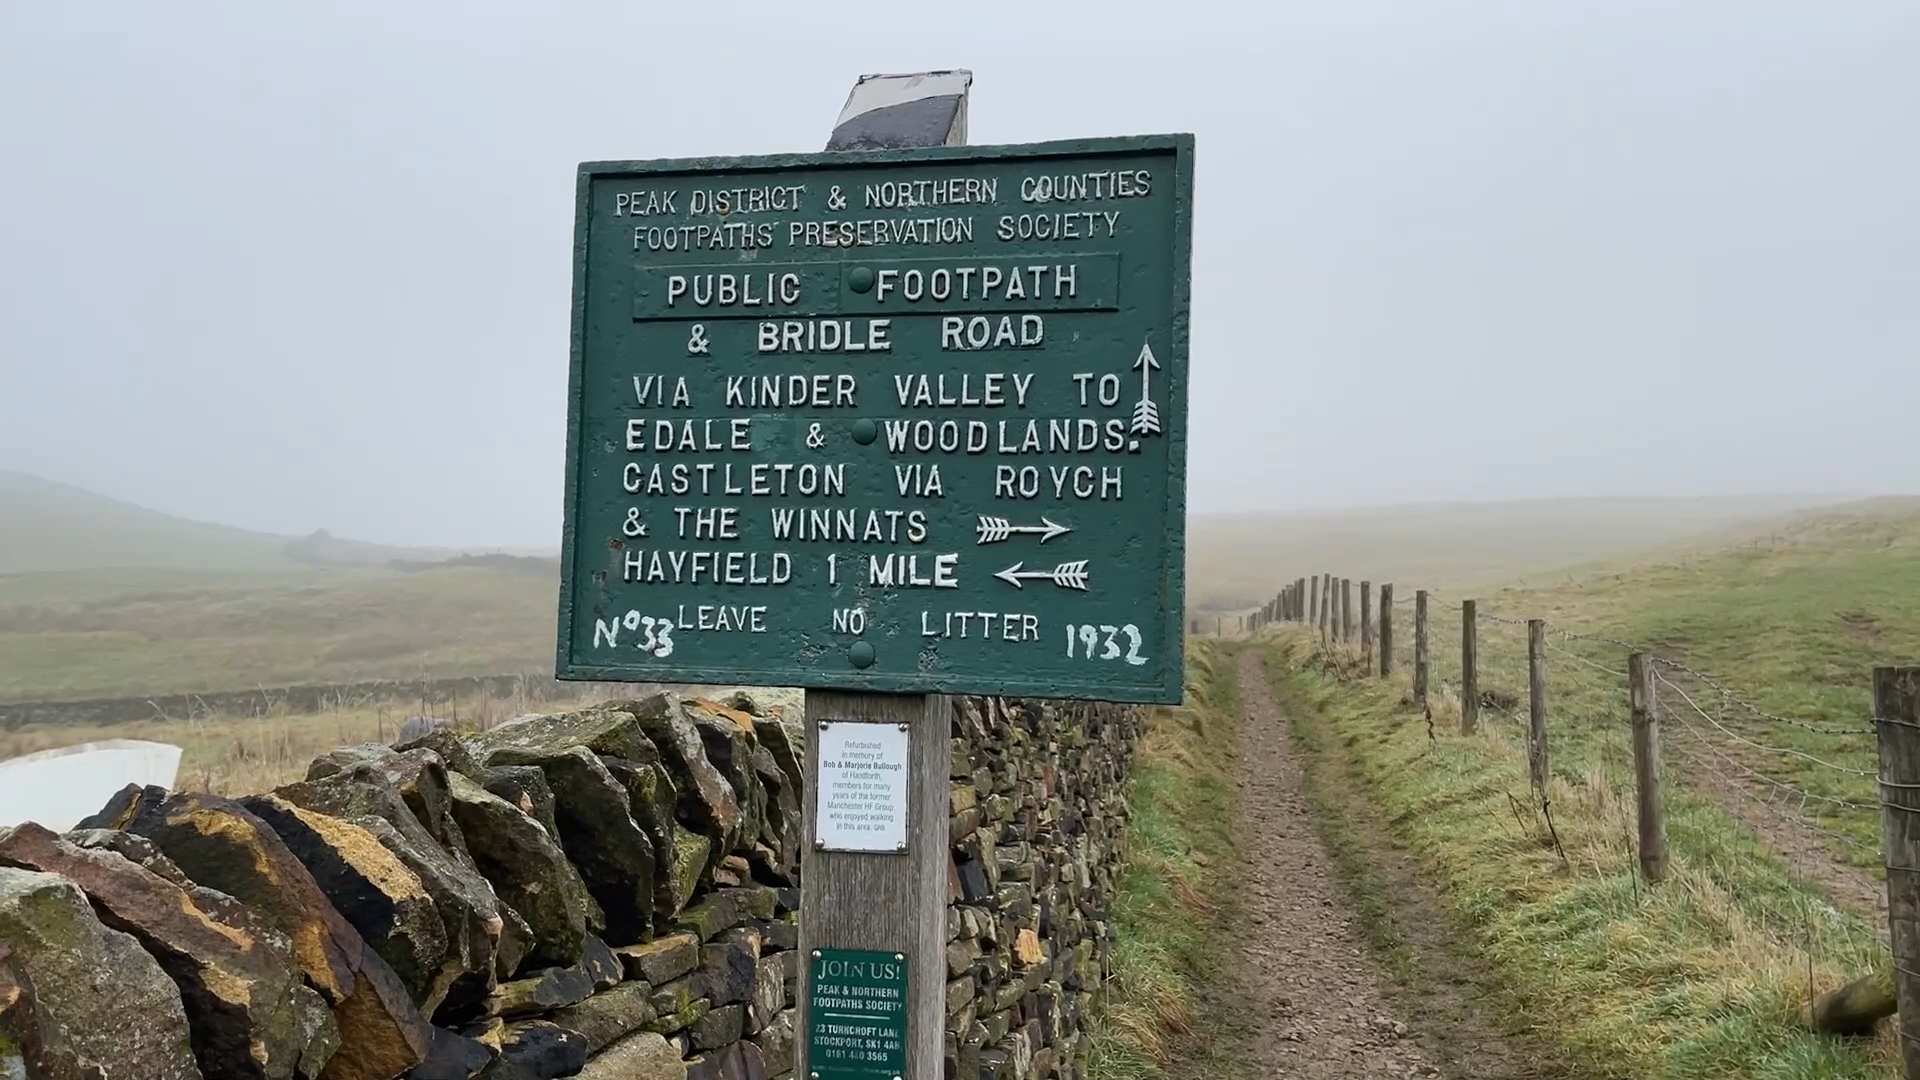 PEAK DISTRICT & NORTHERN COUNTIES
FOOTPATHS PRESERVATION SOCIETY
PUBLIC FOOTPATH
& BRIDLE ROAD
VIA KINDER VALLEY TO
EDALE & WOODLANDS.
CASTLETON VIA ROYCH
& THE WINNATS
HAYFIELD 1 MILE
LEAVE NO LITTER
Nº33 1932
Refurbished
in memory of
Bob & Marjorie Bullough
of Handforth,
members for many
years of the former
Manchester HF Group,
who enjoyed walking
in this area.
JOIN US!
PEAK & NORTHERN
FOOTPATHS SOCIETY
23 TURNCROFT LANE
STOCKPORT, SK1 4AB
0161 480 3565